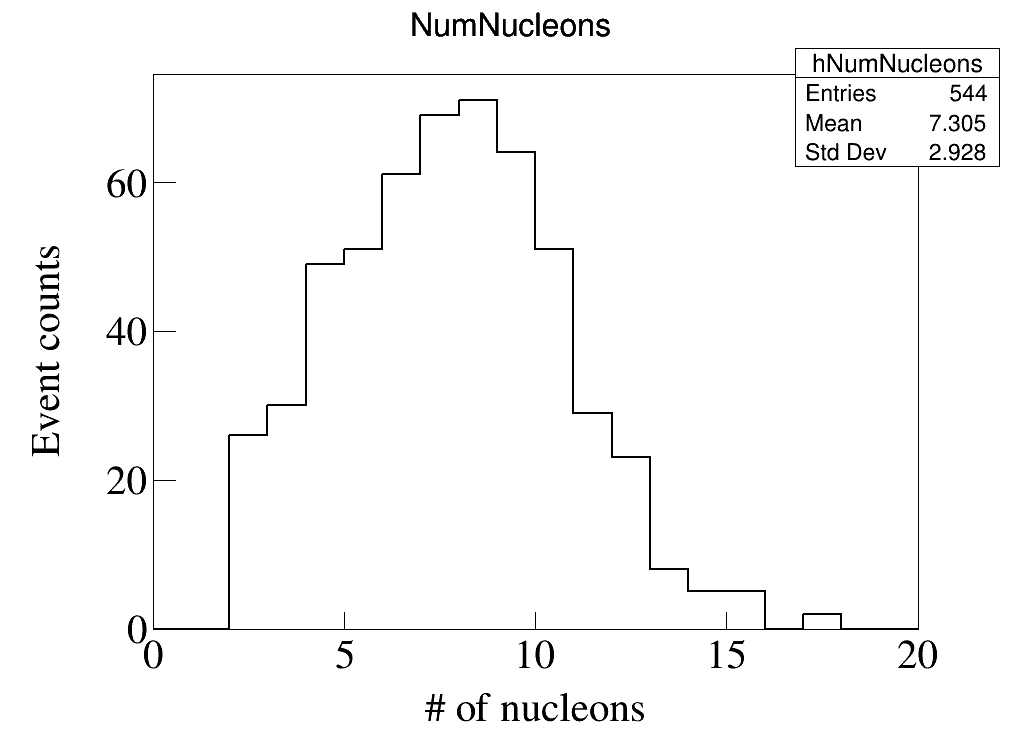 NumNucleons
hNumNucleons
Entries 544
Mean 7.305
Std Dev 2.928
60
40
20
0
Event counts
0 5 10 15 20
# of nucleons